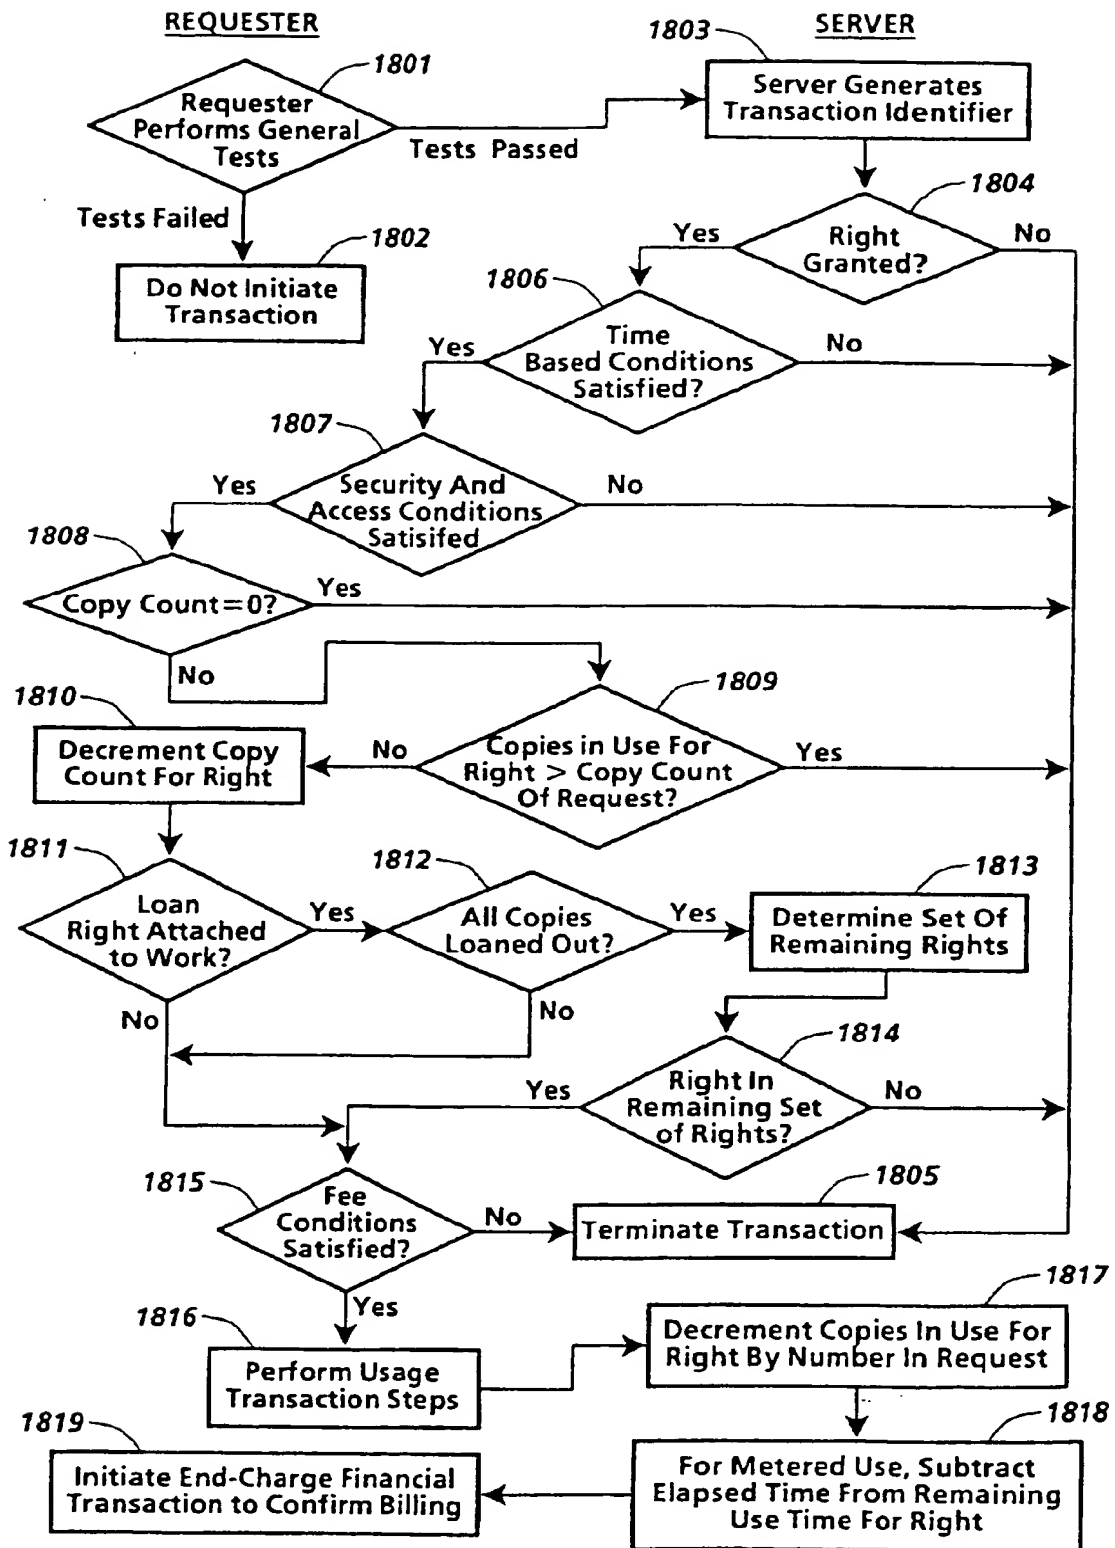 REQUESTER
SERVER
1801
1803
Requester
Performs General
Tests
Server Generates
Transaction Identifier
Tests Passed
Tests Failed
1802
Do Not Initiate
Transaction
1804
Yes
Right
Granted?
No
1806
Time
Based Conditions
Satisfied?
Yes
No
1807
Security And
Access Conditions
Satisifed
Yes
No
1808
Copy Count=0?
Yes
No
1809
Copies in Use For
Right > Copy Count
Of Request?
No
Yes
1810
Decrement Copy
Count For Right
1811
Loan
Right Attached
to Work?
Yes
No
1812
All Copies
Loaned Out?
Yes
No
1813
Determine Set Of
Remaining Rights
1814
Right In
Remaining Set
of Rights?
Yes
No
1815
Fee
Conditions
Satisfied?
No
Yes
1805
Terminate Transaction
1816
Perform Usage
Transaction Steps
1817
Decrement Copies In Use For
Right By Number In Request
1818
For Metered Use, Subtract
Elapsed Time From Remaining
Use Time For Right
1819
Initiate End-Charge Financial
Transaction to Confirm Billing